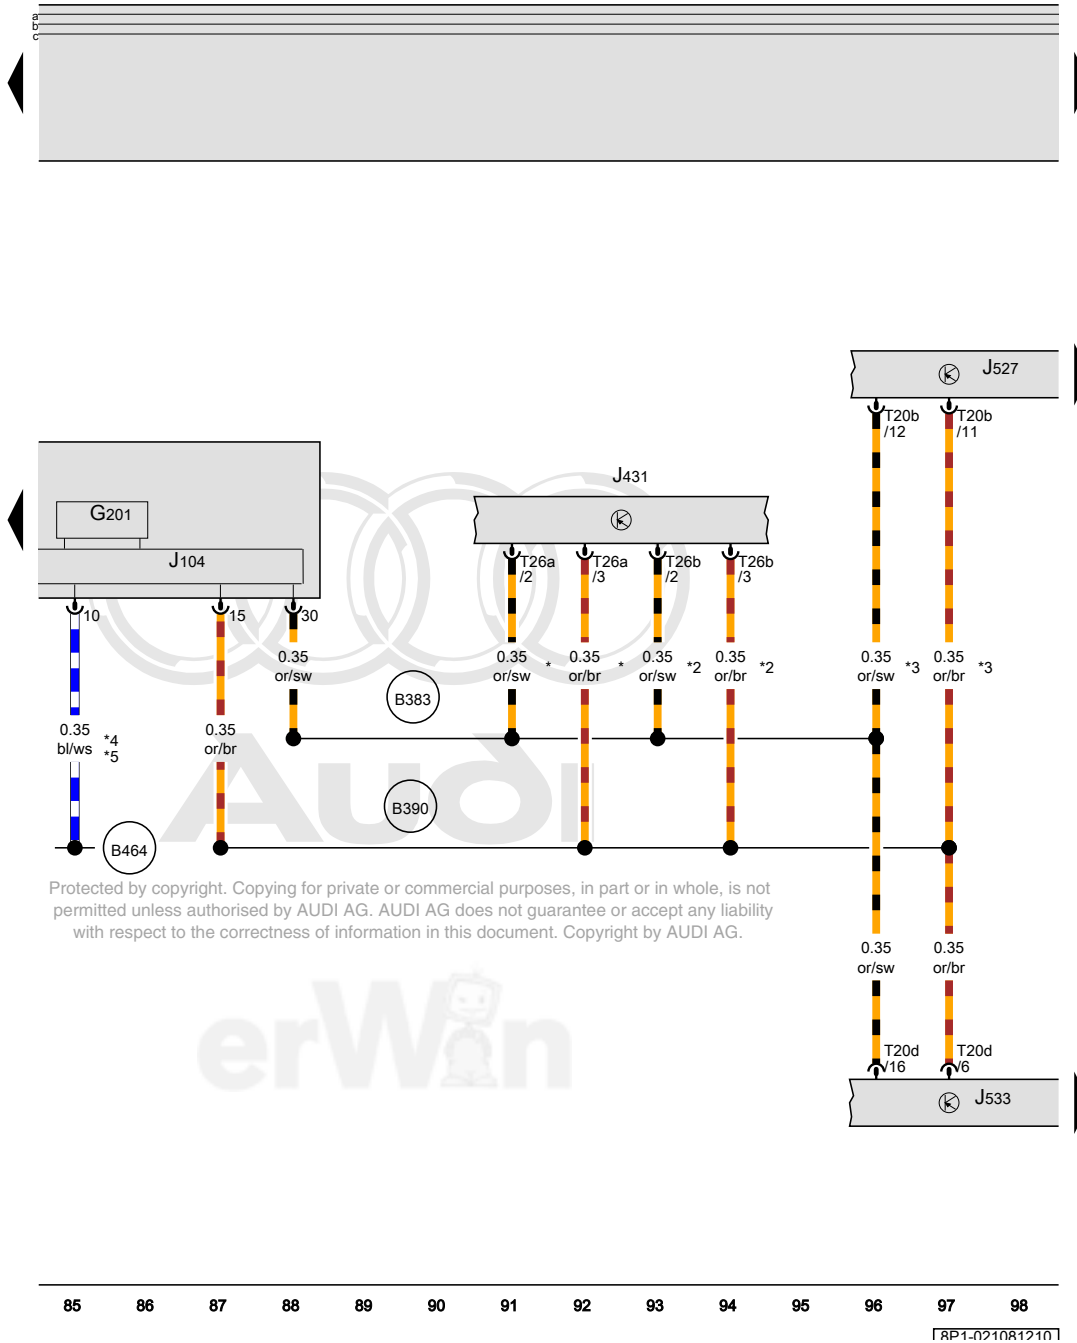 a
b
c
J527
T20b
/12
T20b
/11
J431
G201
J104
T26a
/2
T26a
/3
T26b
/2
T26b
/3
10
15
30
0.35
or/sw
0.35
or/sw
*
0.35
or/br
*
0.35
or/sw
*2
0.35
or/br
*2
0.35
or/sw
*3
0.35
or/br
*3
B383
0.35
bl/ws
*4
*5
0.35
or/br
Audi
B390
B464
Protected by copyright. Copying for private or commercial purposes, in part or in whole, is not
permitted unless authorised by AUDI AG. AUDI AG does not guarantee or accept any liability
with respect to the correctness of information in this document. Copyright by AUDI AG.
0.35
or/sw
0.35
or/br
erWin
T20d
/16
T20d
/6
J533
85 86 87 88 89 90 91 92 93 94 95 96 97 98
8P1-021081210